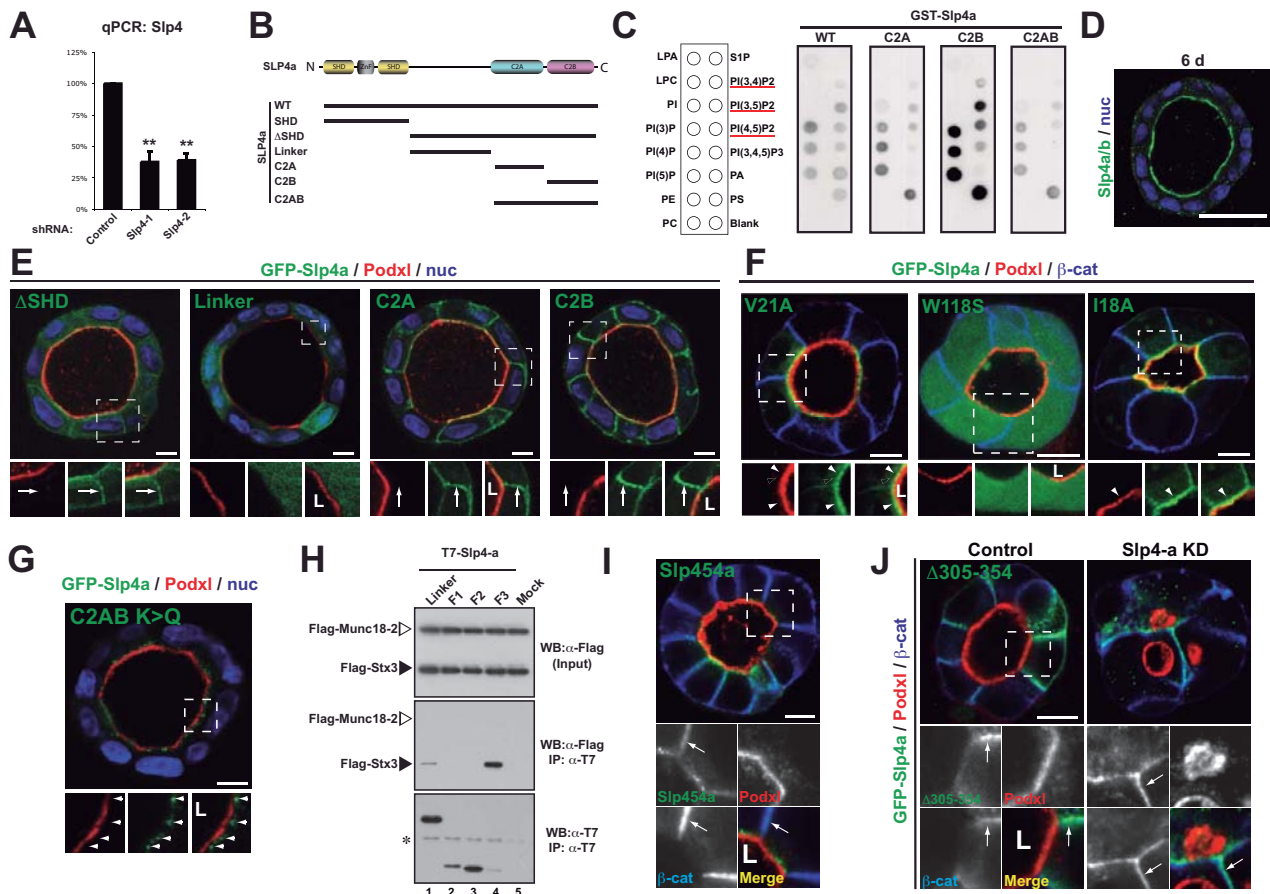 A
qPCR: Slp4
125%
100%
75%
50%
25%
0%
**
**
shRNA:
Control
Slp4-1
Slp4-2
B
SLP4a
N
SHD
ZnF
SHD
C2A
C2B
C
SLP4a
WT
SHD
ΔSHD
Linker
C2A
C2B
C2AB
C
GST-Slp4a
WT
C2A
C2B
C2AB
LPA
S1P
LPC
PI(3,4)P2
PI
PI(3,5)P2
PI(3)P
PI(4,5)P2
PI(4)P
PI(3,4,5)P3
PI(5)P
PA
PE
PS
PC
Blank
D
6 d
Slp4a/b / nuc
E
GFP-Slp4a / Podxl / nuc
ΔSHD
Linker
C2A
C2B
L
L
L
F
GFP-Slp4a / Podxl / β-cat
V21A
W118S
I18A
L
L
G
GFP-Slp4a / Podxl / nuc
C2AB K>Q
L
H
T7-Slp4-a
Linker
F1
F2
F3
Mock
Flag-Munc18-2
Flag-Stx3
WB:α-Flag
(Input)
Flag-Munc18-2
Flag-Stx3
WB:α-Flag
IP: α-T7
*
WB:α-T7
IP: α-T7
1 2 3 4 5
I
Slp454a
Slp454a
Podxl
β-cat
L
Merge
J
Control
Slp4-a KD
GFP-Slp4a / Podxl / β-cat
Δ305-354
Δ305-354
Podxl
β-cat
L
Merge